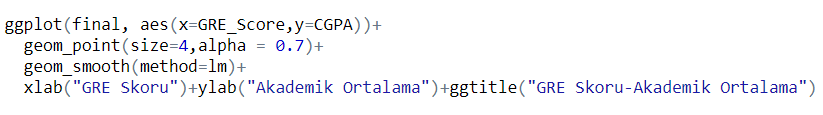 ggplot(final, aes(x=GRE_Score,y=CGPA))+
  geom_point(size=4,alpha = 0.7)+
  geom_smooth(method=lm)+
  xlab("GRE Skoru")+ylab("Akademik Ortalama")+ggtitle("GRE Skoru-Akademik Ortalama")